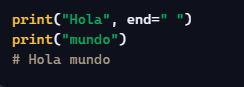 print("Hola", end=" ")
print("mundo")
# Hola mundo